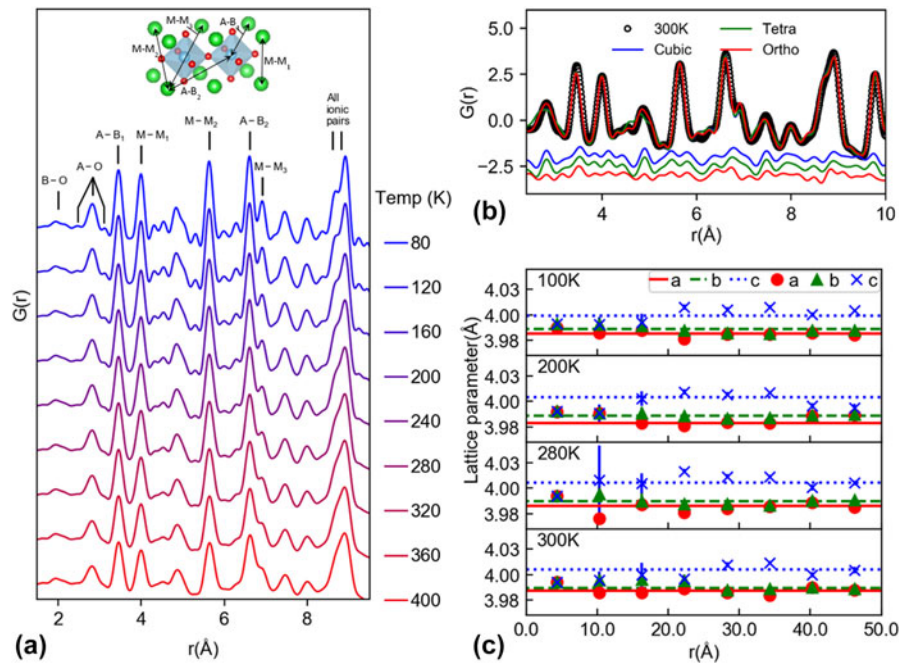 M-M₃
A-B₁
M-M₂
M-M₁
A-B₂
All
ionic
pairs
A-B₁
M-M₁
M-M₂
A-B₂
M-M₃
B-O
A-O
Temp (K)
80
120
160
200
240
280
320
360
400
G(r)
2 4 6 8
r(Å)
(a)
300K
Cubic
Tetra
Ortho
G(r)
5.0
2.5
0.0
−2.5
4 6 8 10
r(Å)
(b)
100K
a b c a b c
4.03
4.00
3.98
200K
4.03
4.00
3.98
280K
4.03
4.00
3.98
300K
4.03
4.00
3.98
Lattice parameter(Å)
0.0 10.0 20.0 30.0 40.0 50.0
r(Å)
(c)